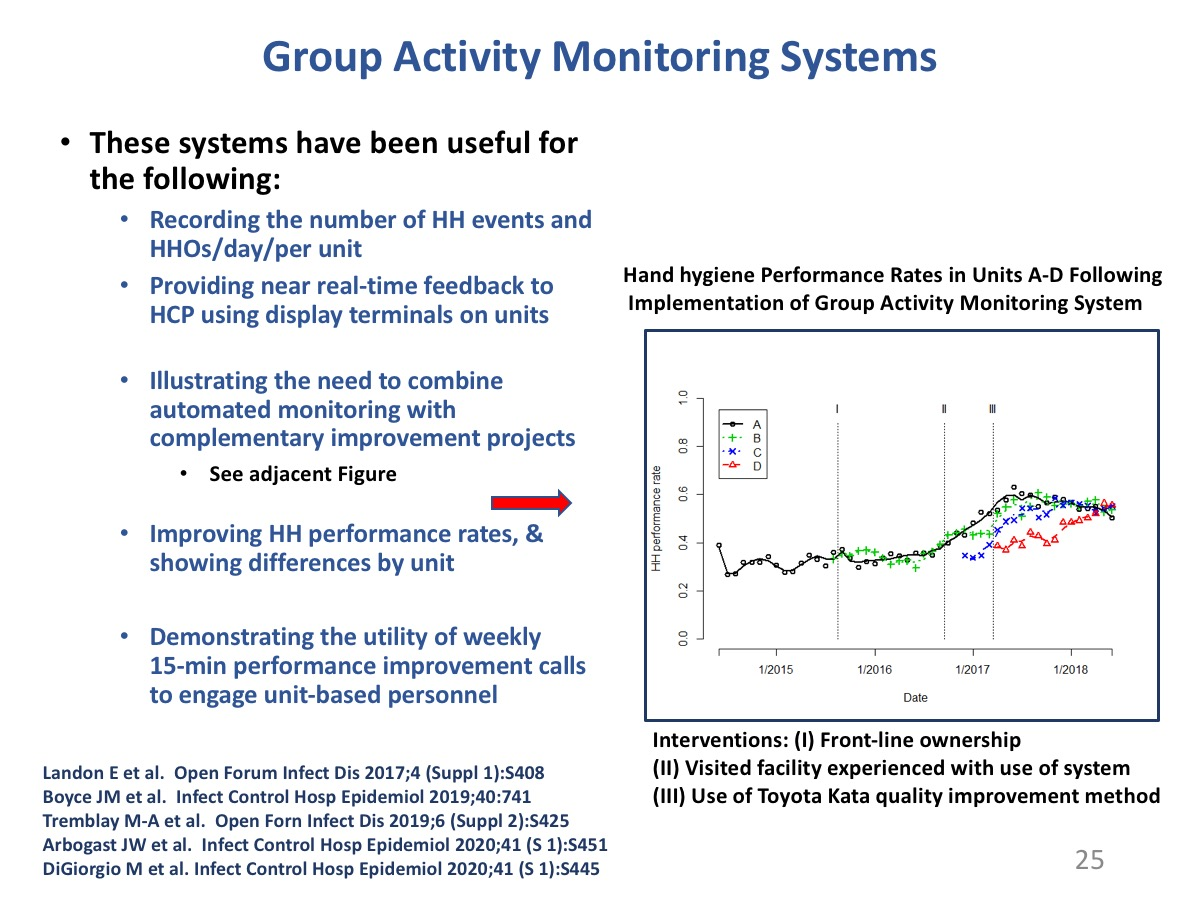 Group Activity Monitoring Systems
• These systems have been useful for
the following:
• Recording the number of HH events and
HHOs/day/per unit
• Providing near real-time feedback to
HCP using display terminals on units
• Illustrating the need to combine
automated monitoring with
complementary improvement projects
• See adjacent Figure
• Improving HH performance rates, &
showing differences by unit
• Demonstrating the utility of weekly
15-min performance improvement calls
to engage unit-based personnel
Landon E et al.  Open Forum Infect Dis 2017;4 (Suppl 1):S408
Boyce JM et al.  Infect Control Hosp Epidemiol 2019;40:741
Tremblay M-A et al.  Open Forn Infect Dis 2019;6 (Suppl 2):S425
Arbogast JW et al.  Infect Control Hosp Epidemiol 2020;41 (S 1):S451
DiGiorgio M et al. Infect Control Hosp Epidemiol 2020;41 (S 1):S445
Hand hygiene Performance Rates in Units A-D Following
Implementation of Group Activity Monitoring System
I II III
A
B
C
D
HH performance rate
1.0
0.8
0.6
0.4
0.2
0.0
1/2015 1/2016 1/2017 1/2018
Date
Interventions: (I) Front-line ownership
(II) Visited facility experienced with use of system
(III) Use of Toyota Kata quality improvement method
25